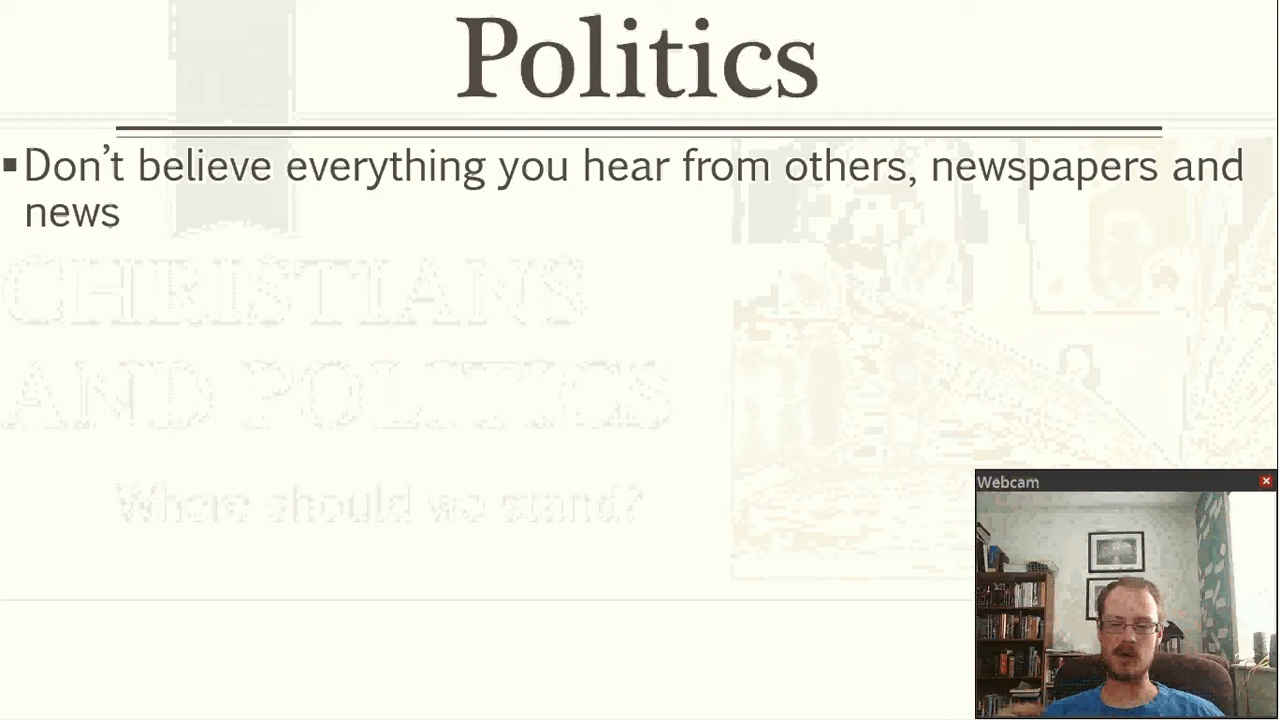 Politics
▪Don't believe everything you hear from others, newspapers and
news
CHRISTIANS
AND POLITICS
Where should we stand?
Webcam